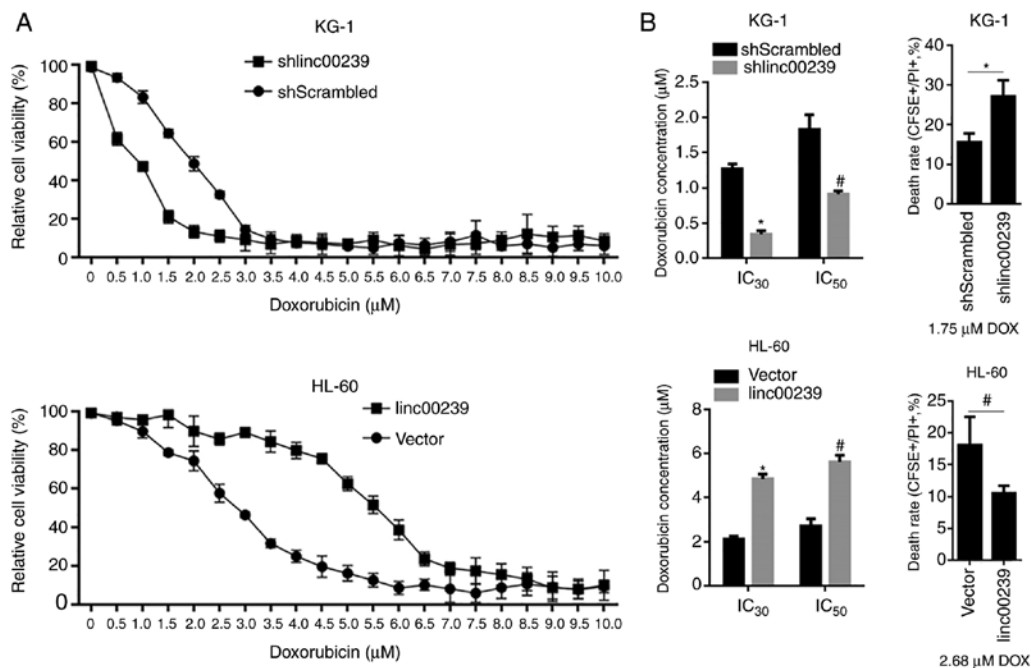 A
KG-1
shlinc00239
shScrambled
Relative cell viability (%)
100
80
60
40
20
0
0 0.5 1.0 1.5 2.0 2.5 3.0 3.5 4.0 4.5 5.0 5.5 6.0 6.5 7.0 7.5 8.0 8.5 9.0 9.5 10.0
Doxorubicin (μM)
HL-60
linc00239
Vector
Relative cell viability (%)
100
80
60
40
20
0
0 0.5 1.0 1.5 2.0 2.5 3.0 3.5 4.0 4.5 5.0 5.5 6.0 6.5 7.0 7.5 8.0 8.5 9.0 9.5 10.0
Doxorubicin (μM)
B
KG-1
shScrambled
shlinc00239
Doxorubicin concentration (μM)
2.5
2.0
1.5
1.0
0.5
0.0
*
#
IC30 IC50
KG-1
Death rate (CFSE+/PI+,%)
40
30
20
10
0
*
shScrambled
shlinc00239
1.75 μM DOX
HL-60
Vector
linc00239
Doxorubicin concentration (μM)
8
6
4
2
0
*
#
IC30 IC50
HL-60
Death rate (CFSE+/PI+,%)
25
20
15
10
5
0
#
Vector
linc00239
2.68 μM DOX